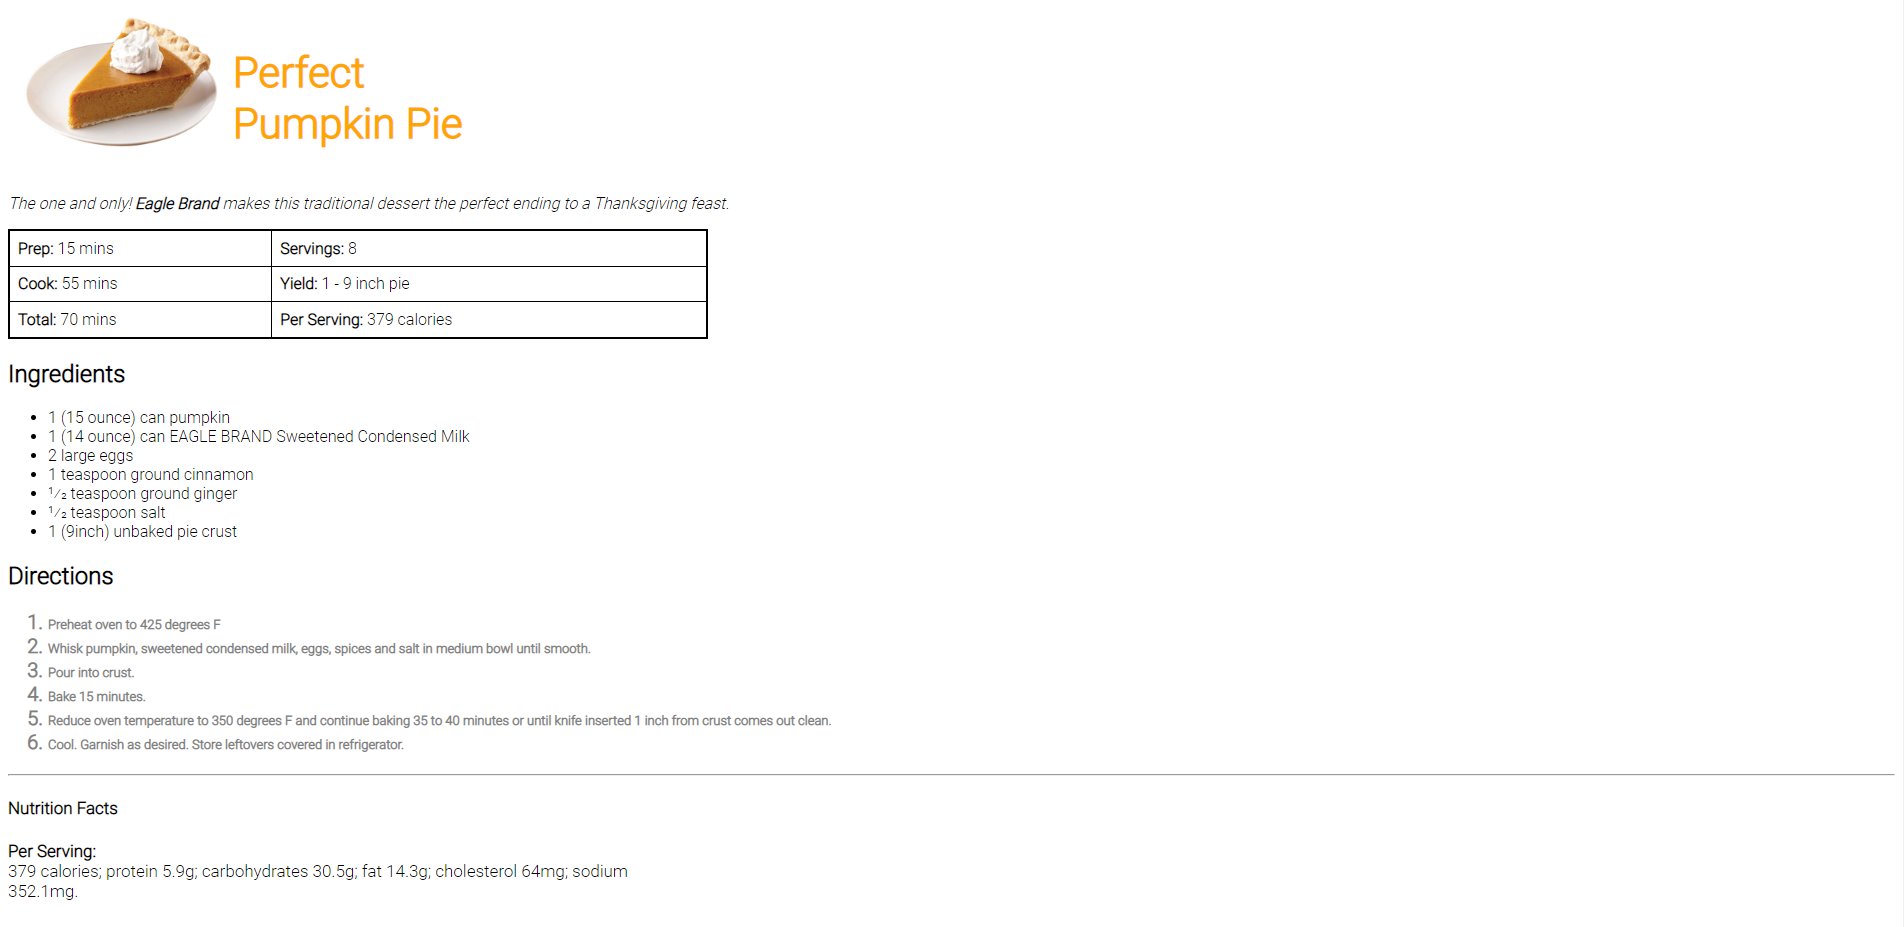 Perfect
Pumpkin Pie
The one and only! Eagle Brand makes this traditional dessert the perfect ending to a Thanksgiving feast.
Prep: 15 mins
Servings: 8
Cook: 55 mins
Yield: 1 - 9 inch pie
Total: 70 mins
Per Serving: 379 calories
Ingredients
• 1 (15 ounce) can pumpkin
• 1 (14 ounce) can EAGLE BRAND Sweetened Condensed Milk
• 2 large eggs
• 1 teaspoon ground cinnamon
• 1/2 teaspoon ground ginger
• 1/2 teaspoon salt
• 1 (9inch) unbaked pie crust
Directions
1. Preheat oven to 425 degrees F
2. Whisk pumpkin, sweetened condensed milk, eggs, spices and salt in medium bowl until smooth.
3. Pour into crust.
4. Bake 15 minutes.
5. Reduce oven temperature to 350 degrees F and continue baking 35 to 40 minutes or until knife inserted 1 inch from crust comes out clean.
6. Cool. Garnish as desired. Store leftovers covered in refrigerator.
Nutrition Facts
Per Serving:
379 calories; protein 5.9g; carbohydrates 30.5g; fat 14.3g; cholesterol 64mg; sodium
352.1mg.